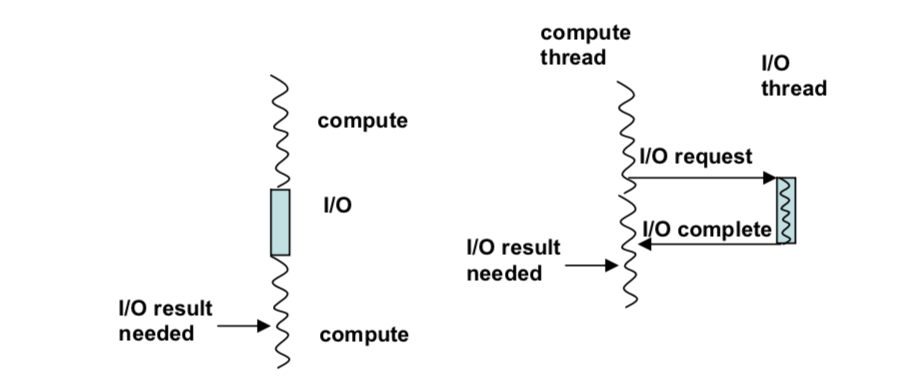 compute
I/O
I/O result
needed
compute
compute
thread
I/O
thread
I/O request
I/O complete
I/O result
needed